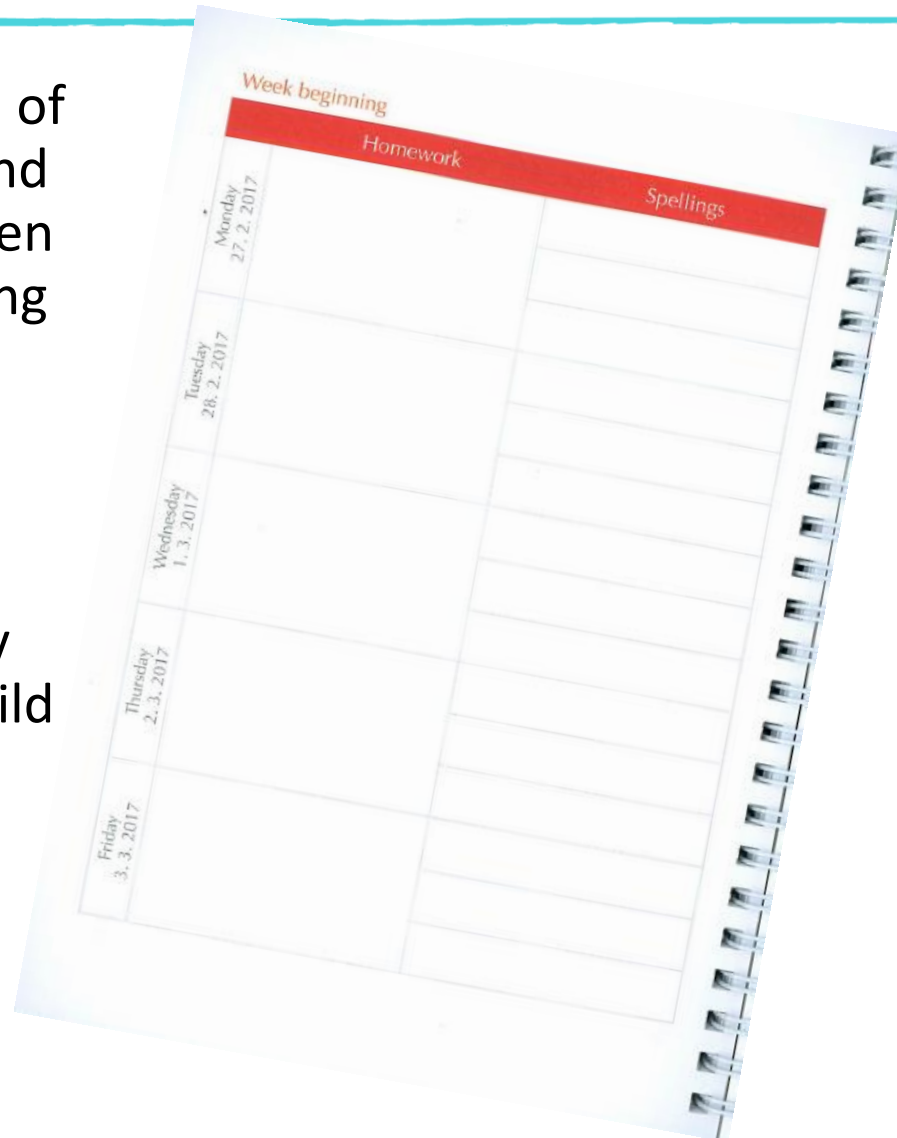 of
nd
en
ng
y
ild
Week beginning
Homework
Spellings
Monday
27. 2. 2017
Tuesday
28. 2. 2017
Wednesday
1. 3. 2017
Thursday
2. 3. 2017
Friday
3. 3. 2017